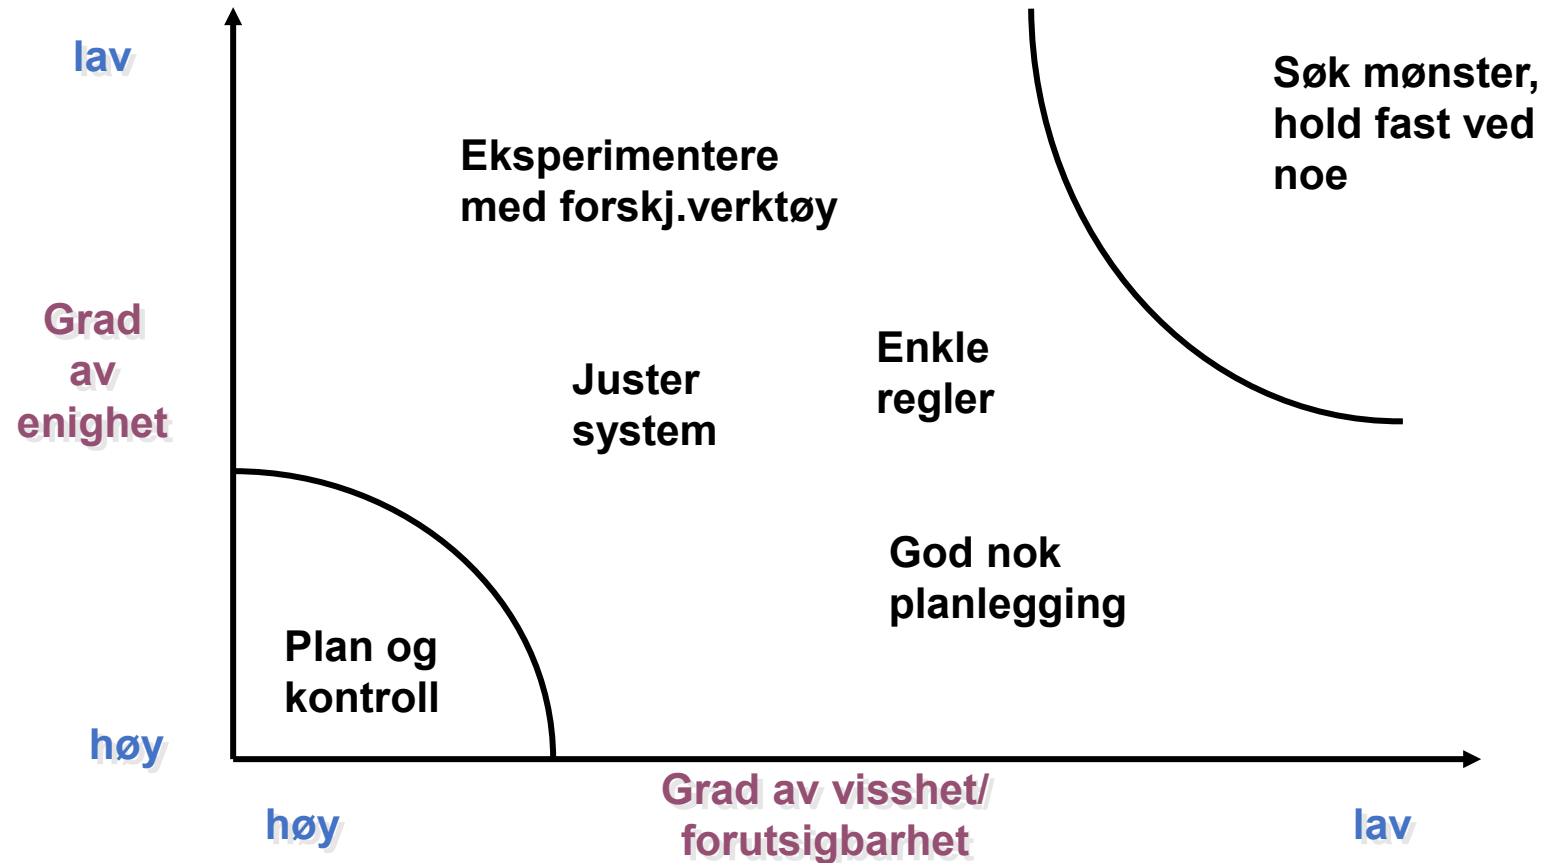 lav
Søk mønster,
hold fast ved
noe
Eksperimentere
med forskj.verktøy
Grad
av
enighet
Enkle
regler
Juster
system
God nok
planlegging
Plan og
kontroll
høy
Grad av visshet/
forutsigbarhet
høy
lav